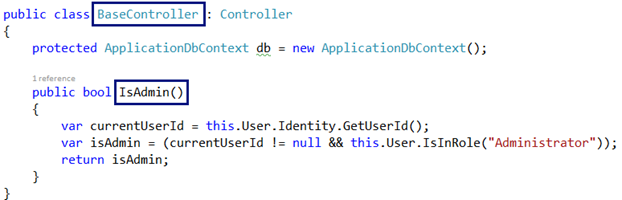 public class BaseController : Controller
{
    protected ApplicationDbContext db = new ApplicationDbContext();
    1 reference
    public bool IsAdmin()
    {
        var currentUserId = this.User.Identity.GetUserId();
        var isAdmin = (currentUserId != null && this.User.IsInRole("Administrator"));
        return isAdmin;
    }
}